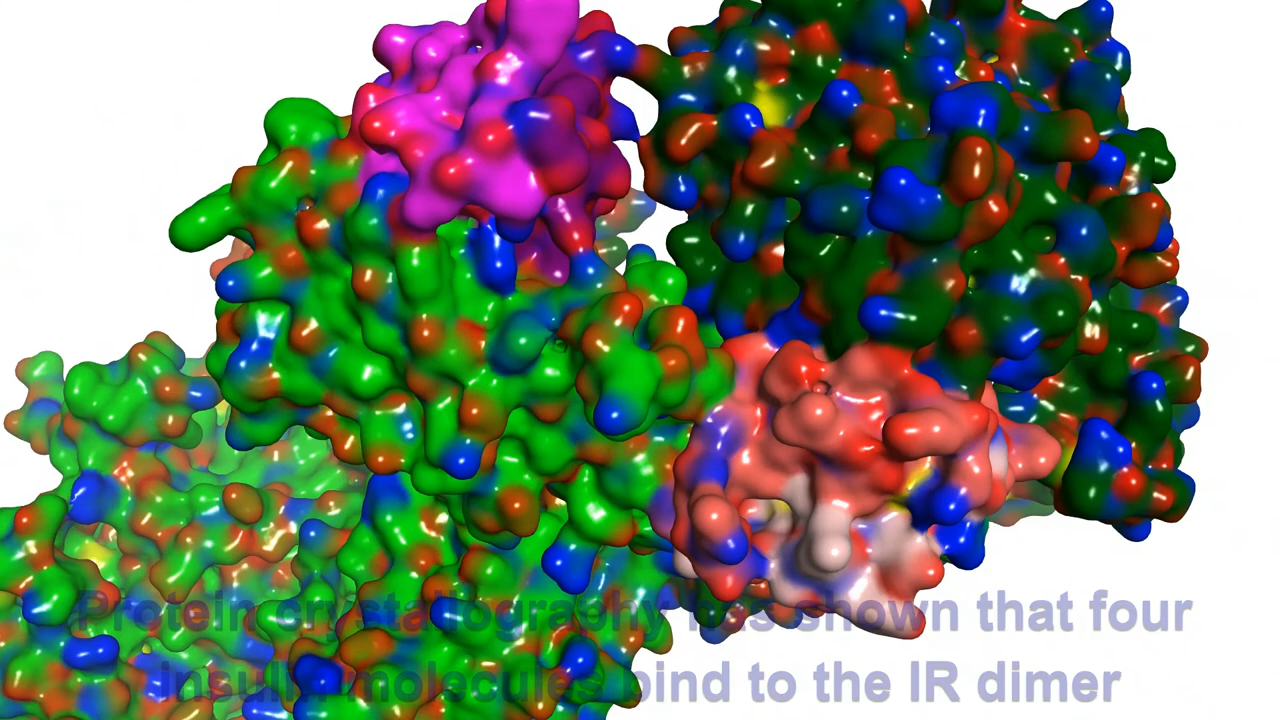 Protein crystallography has shown that four
insulin molecules bind to the IR dimer